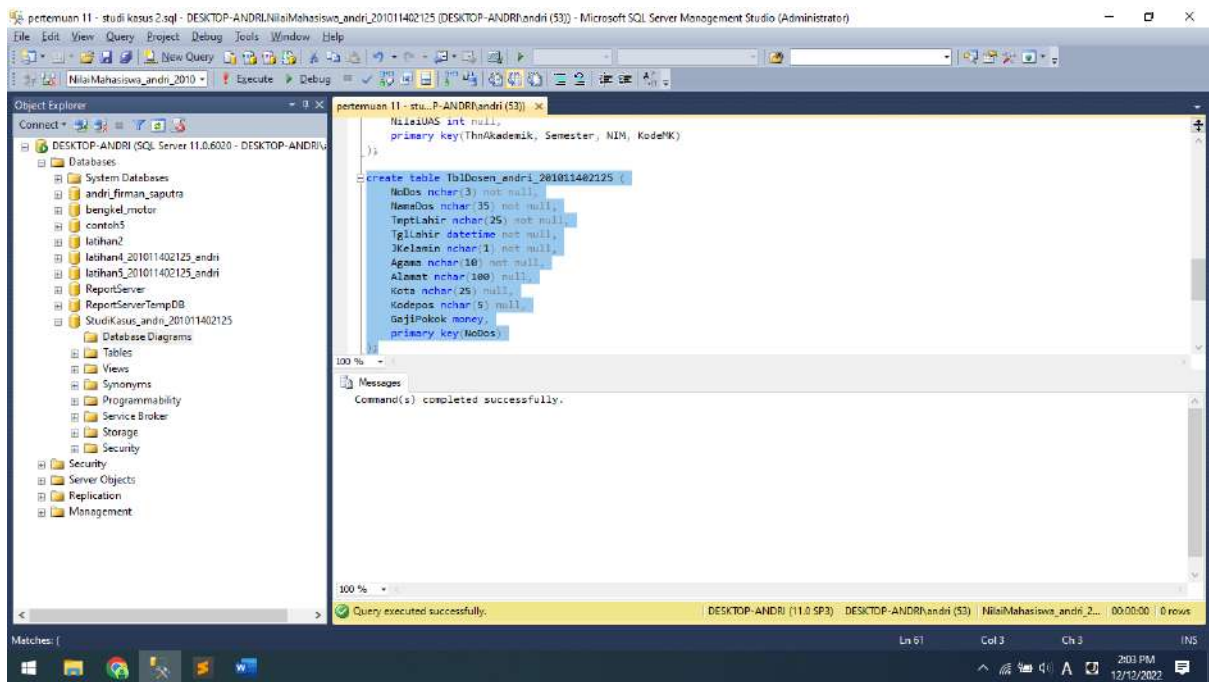 pertemuan 11 - studi kasus 2.sql - DESKTOP-ANDRI.NilaiMahasiswa_andri_201011402125 (DESKTOP-ANDRI\andri (53)) - Microsoft SQL Server Management Studio (Administrator)
File Edit View Query Project Debug Tools Window Help
New Query
NilaiMahasiswa_andri_2010 Execute Debug
Object Explorer
pertemuan 11 - stu...P-ANDRI\andri (53))
Connect
DESKTOP-ANDRI (SQL Server 11.0.6020 - DESKTOP-ANDRI\
Databases
System Databases
andri_firman_saputra
bengkel_motor
contoh5
latihan2
latihan4_201011402125_andri
latihan5_201011402125_andri
ReportServer
ReportServerTempDB
StudiKasus_andri_201011402125
Database Diagrams
Tables
Views
Synonyms
Programmability
Service Broker
Storage
Security
Security
Server Objects
Replication
Management
NilaiUAS int null,
primary key(ThnAkademik, Semester, NIM, KodeMK)
);
create table TblDosen_andri_201011402125 (
NoDos nchar(3) not null,
NamaDos nchar(35) not null,
TmptLahir nchar(25) not null,
TglLahir datetime not null,
JKelamin nchar(1) not null,
Agama nchar(10) not null,
Alamat nchar(100) null,
Kota nchar(25) null,
Kodepos nchar(5) null,
GajiPokok money,
primary key(NoDos)
);
100 %
Messages
Command(s) completed successfully.
100 %
Query executed successfully. DESKTOP-ANDRI (11.0 SP3) DESKTOP-ANDRI\andri (53) NilaiMahasiswa_andri_2... 00:00:00 0 rows
Matches: ( Ln 61 Col 3 Ch 3 INS
2:03 PM
12/12/2022